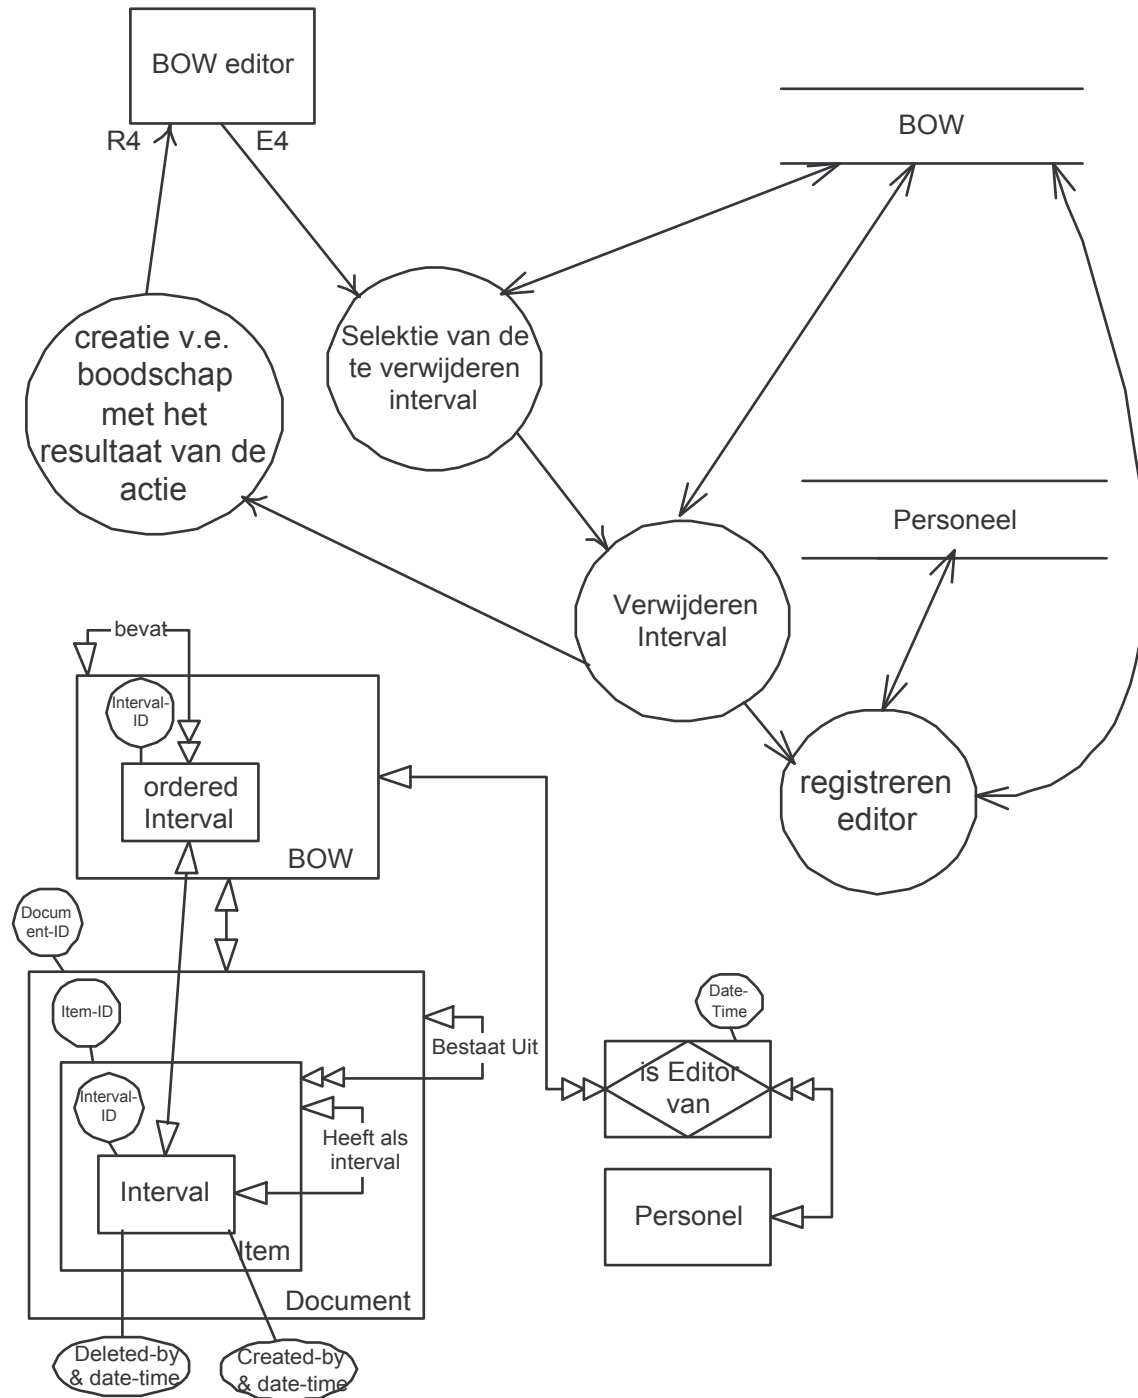 BOW editor
R4
E4
BOW
creatie v.e.
boodschap
met het
resultaat van de
actie
Selektie van de
te verwijderen
interval
Personeel
Verwijderen
Interval
registreren
editor
bevat
Interval-
ID
ordered
Interval
BOW
Docum
ent-ID
Item-ID
Interval-
ID
Bestaat Uit
Heeft als
interval
Interval
Item
Document
Date-
Time
is Editor
van
Personel
Deleted-by
& date-time
Created-by
& date-time